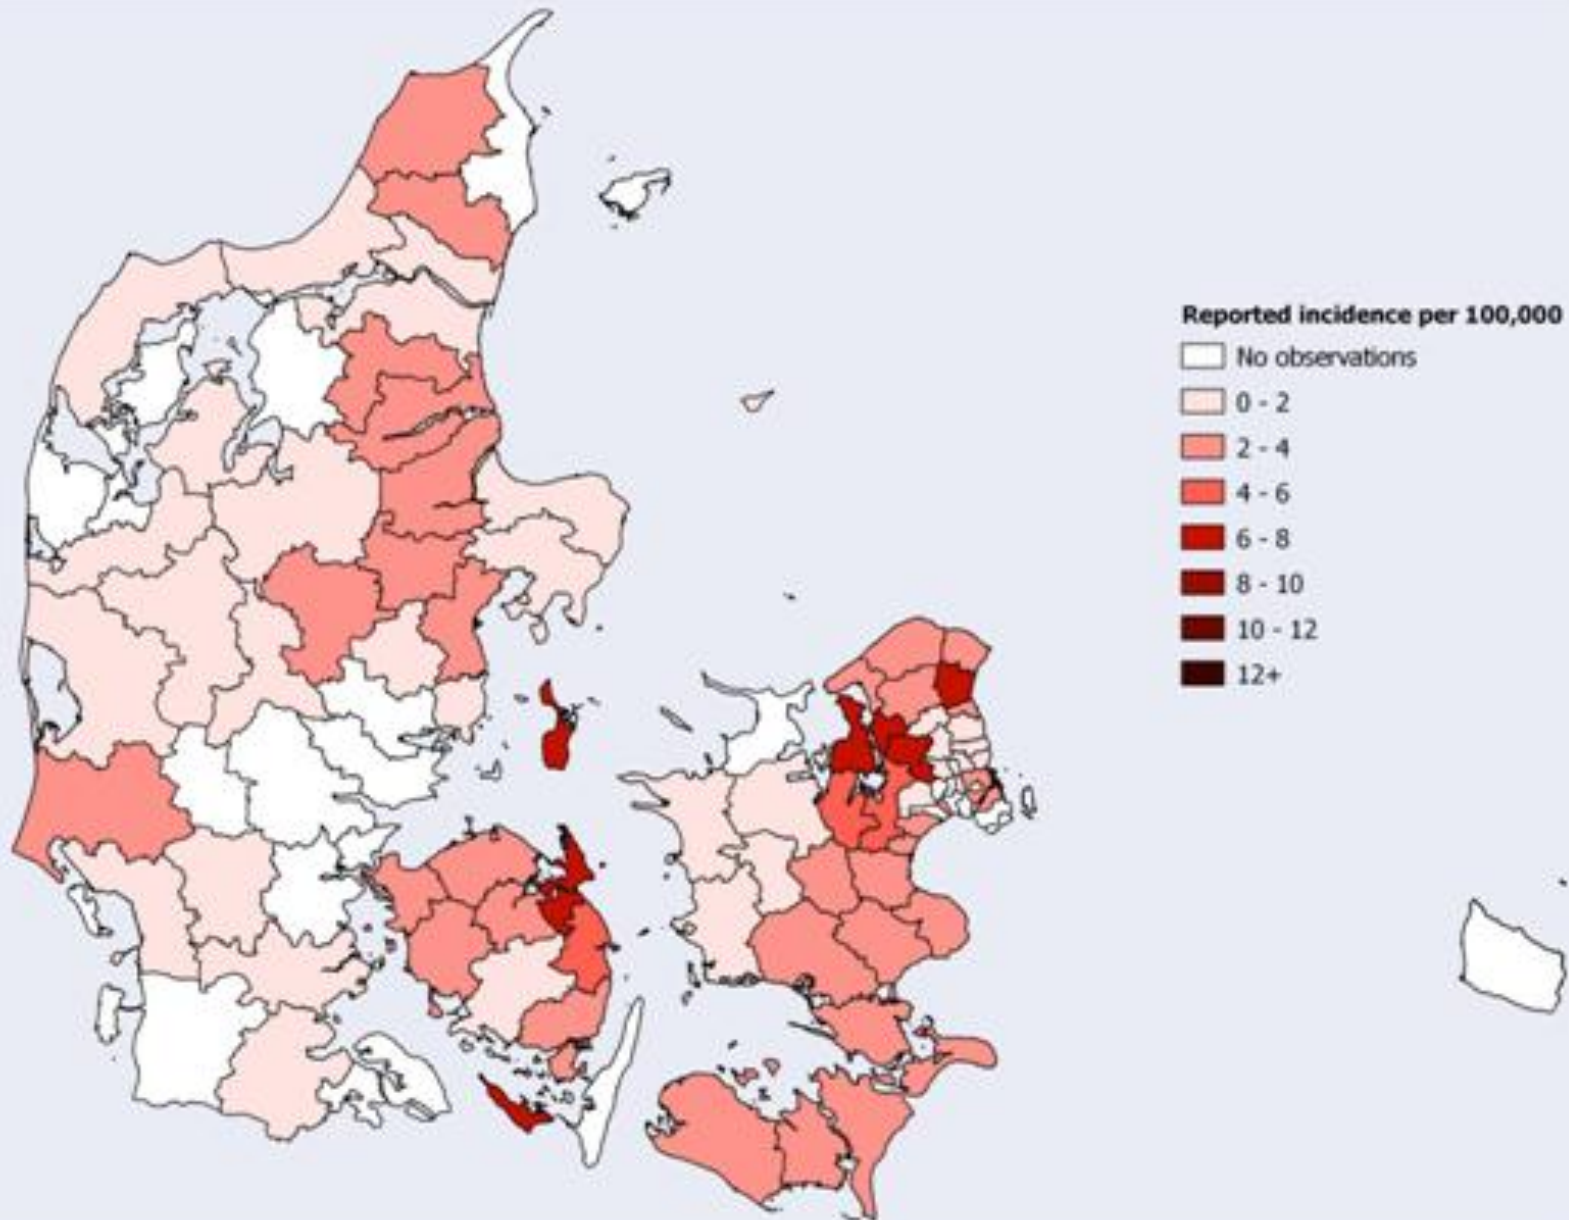 Reported incidence per 100,000
No observations
0 - 2
2 - 4
4 - 6
6 - 8
8 - 10
10 - 12
12+